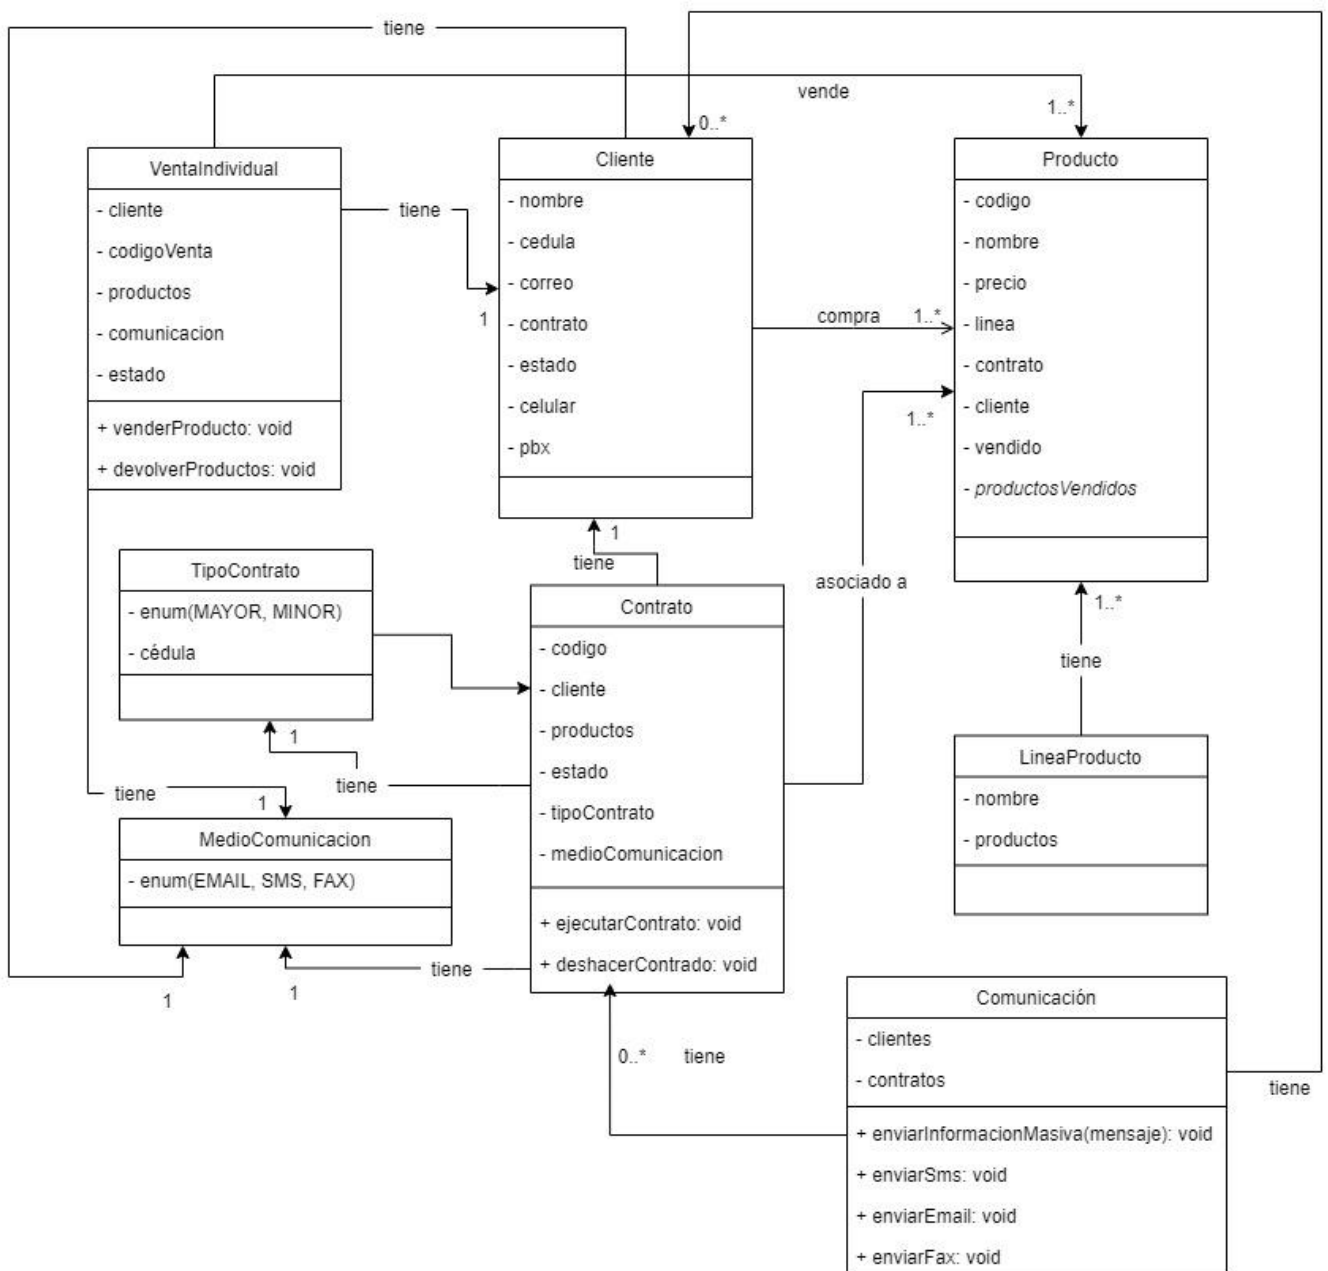 tiene
vende
1..*
0..*
VentaIndividual
- cliente
- codigoVenta
- productos
- comunicacion
- estado
+ venderProducto: void
+ devolverProductos: void
tiene
1
Cliente
- nombre
- cedula
- correo
- contrato
- estado
- celular
- pbx
compra
1..*
1..*
Producto
- codigo
- nombre
- precio
- linea
- contrato
- cliente
- vendido
- productosVendidos
1
tiene
asociado a
1..*
tiene
TipoContrato
- enum(MAYOR, MINOR)
- cédula
1
tiene
Contrato
- codigo
- cliente
- productos
- estado
- tipoContrato
- medioComunicacion
+ ejecutarContrato: void
+ deshacerContrado: void
LineaProducto
- nombre
- productos
tiene
1
MedioComunicacion
- enum(EMAIL, SMS, FAX)
1
1
tiene
0..*
tiene
Comunicación
- clientes
- contratos
+ enviarInformacionMasiva(mensaje): void
+ enviarSms: void
+ enviarEmail: void
+ enviarFax: void
tiene